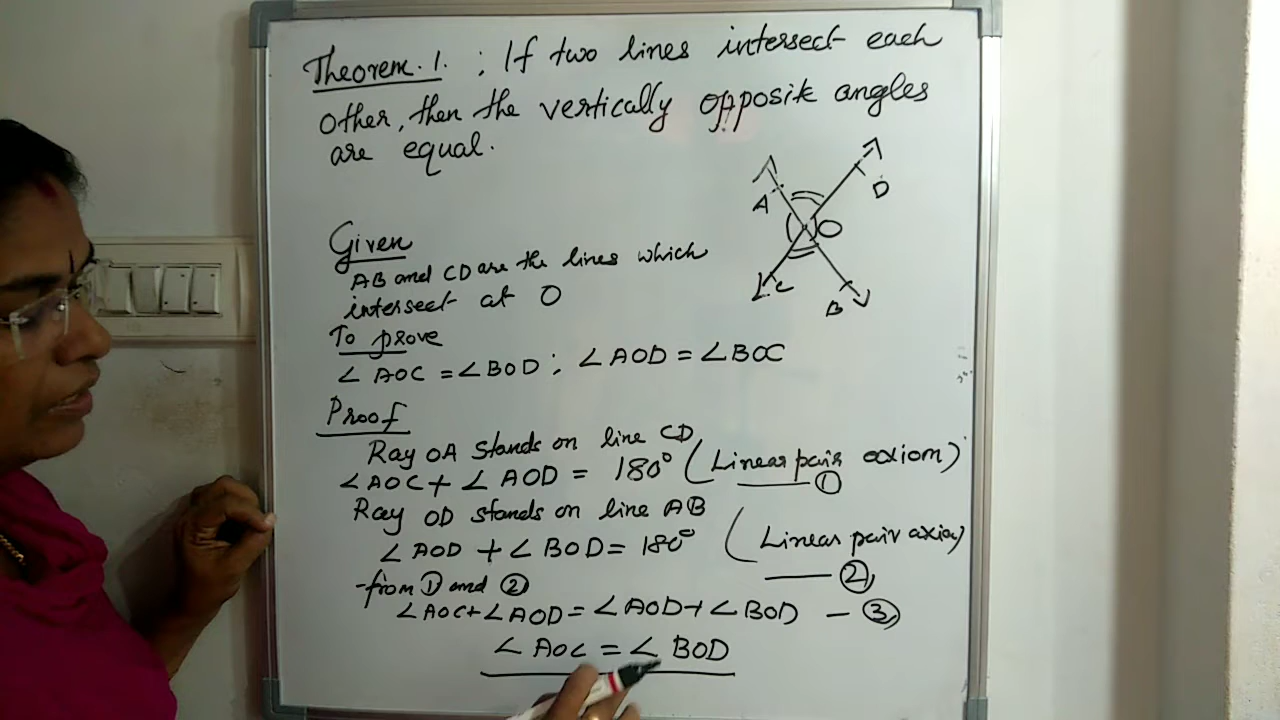 Theorem. 1. ; If two lines intersect each
other, then the vertically opposite angles
are equal.
A
D
O
C
B
Given
AB and CD are the lines which
intersect at O
To prove
∠ AOC = ∠ BOD ; ∠ AOD = ∠ BOC
Proof
Ray OA stands on line CD
∠ AOC + ∠ AOD = 180° (Linear pair axiom)
—— ①
Ray OD stands on line AB
∠ AOD + ∠ BOD = 180° (Linear pair axiom)
—— ②
from ① and ②
∠ AOC + ∠ AOD = ∠ AOD + ∠ BOD — ③
∠ AOC = ∠ BOD